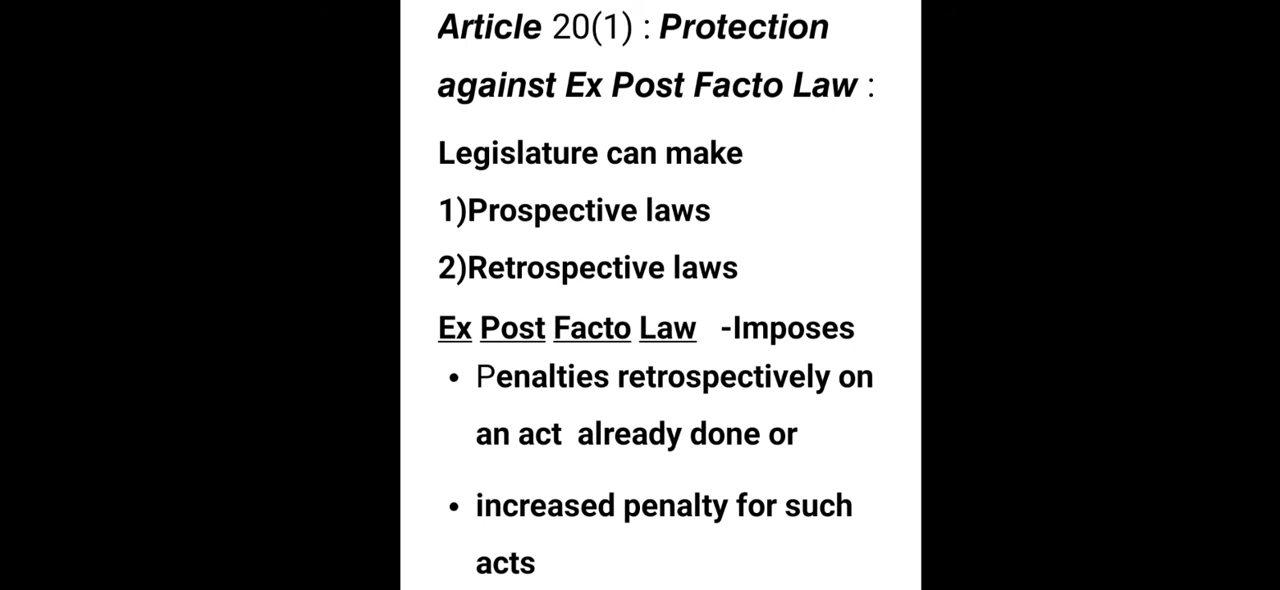 Article 20(1) : Protection
against Ex Post Facto Law :
Legislature can make
1)Prospective laws
2)Retrospective laws
Ex Post Facto Law -Imposes
• Penalties retrospectively on
an act already done or
• increased penalty for such
acts